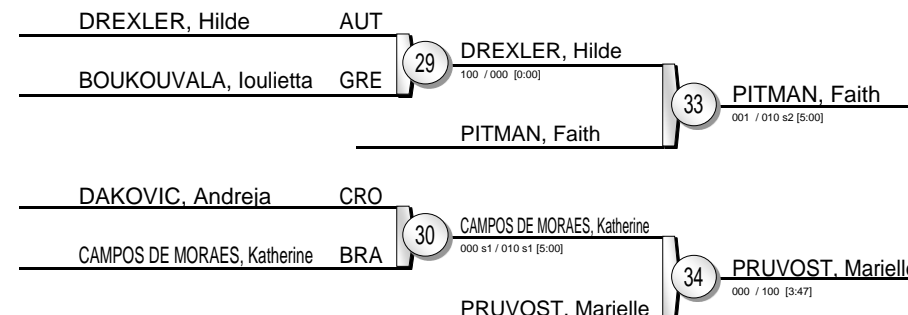 DREXLER, Hilde AUT
BOUKOUVALA, Ioulietta GRE
29
DREXLER, Hilde
100 / 000 [0:00]
PITMAN, Faith
33
PITMAN, Faith
001 / 010 s2 [5:00]
DAKOVIC, Andreja CRO
CAMPOS DE MORAES, Katherine BRA
30
CAMPOS DE MORAES, Katherine
000 s1 / 010 s1 [5:00]
PRUVOST, Marielle
34
PRUVOST, Marielle
000 / 100 [3:47]